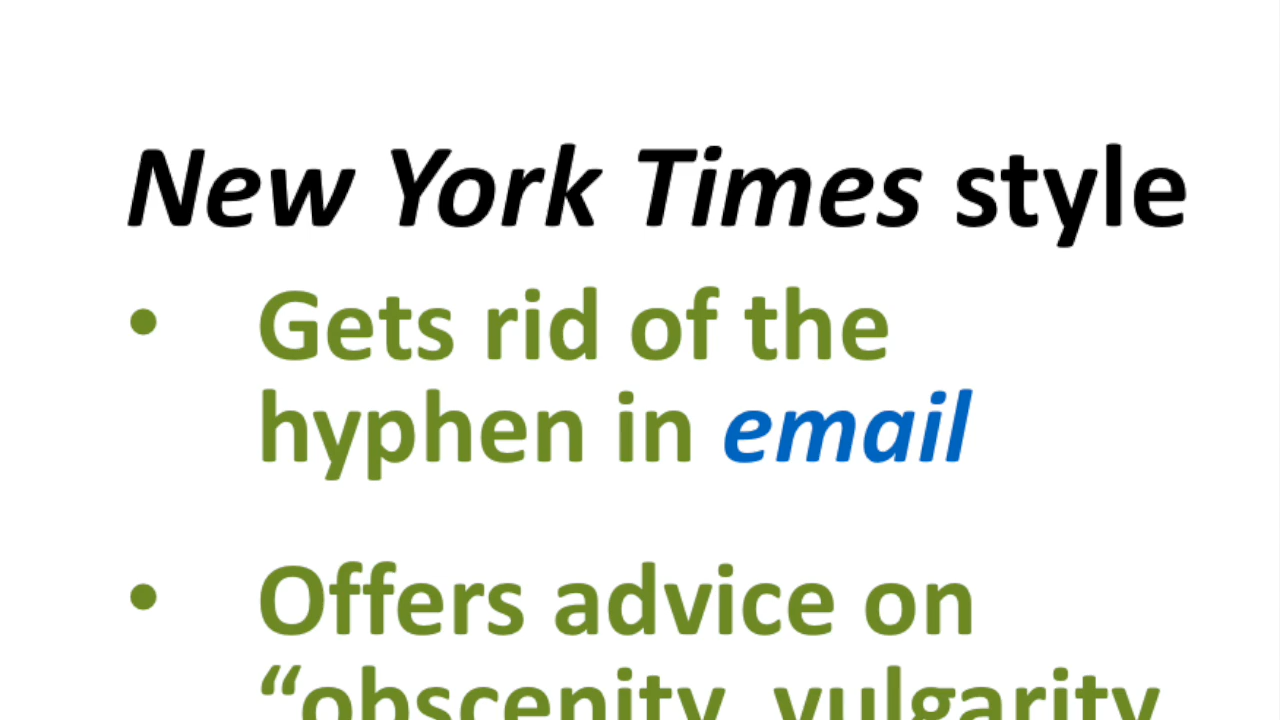 New York Times style
• Gets rid of the
hyphen in email
• Offers advice on
“obscenity, vulgarity